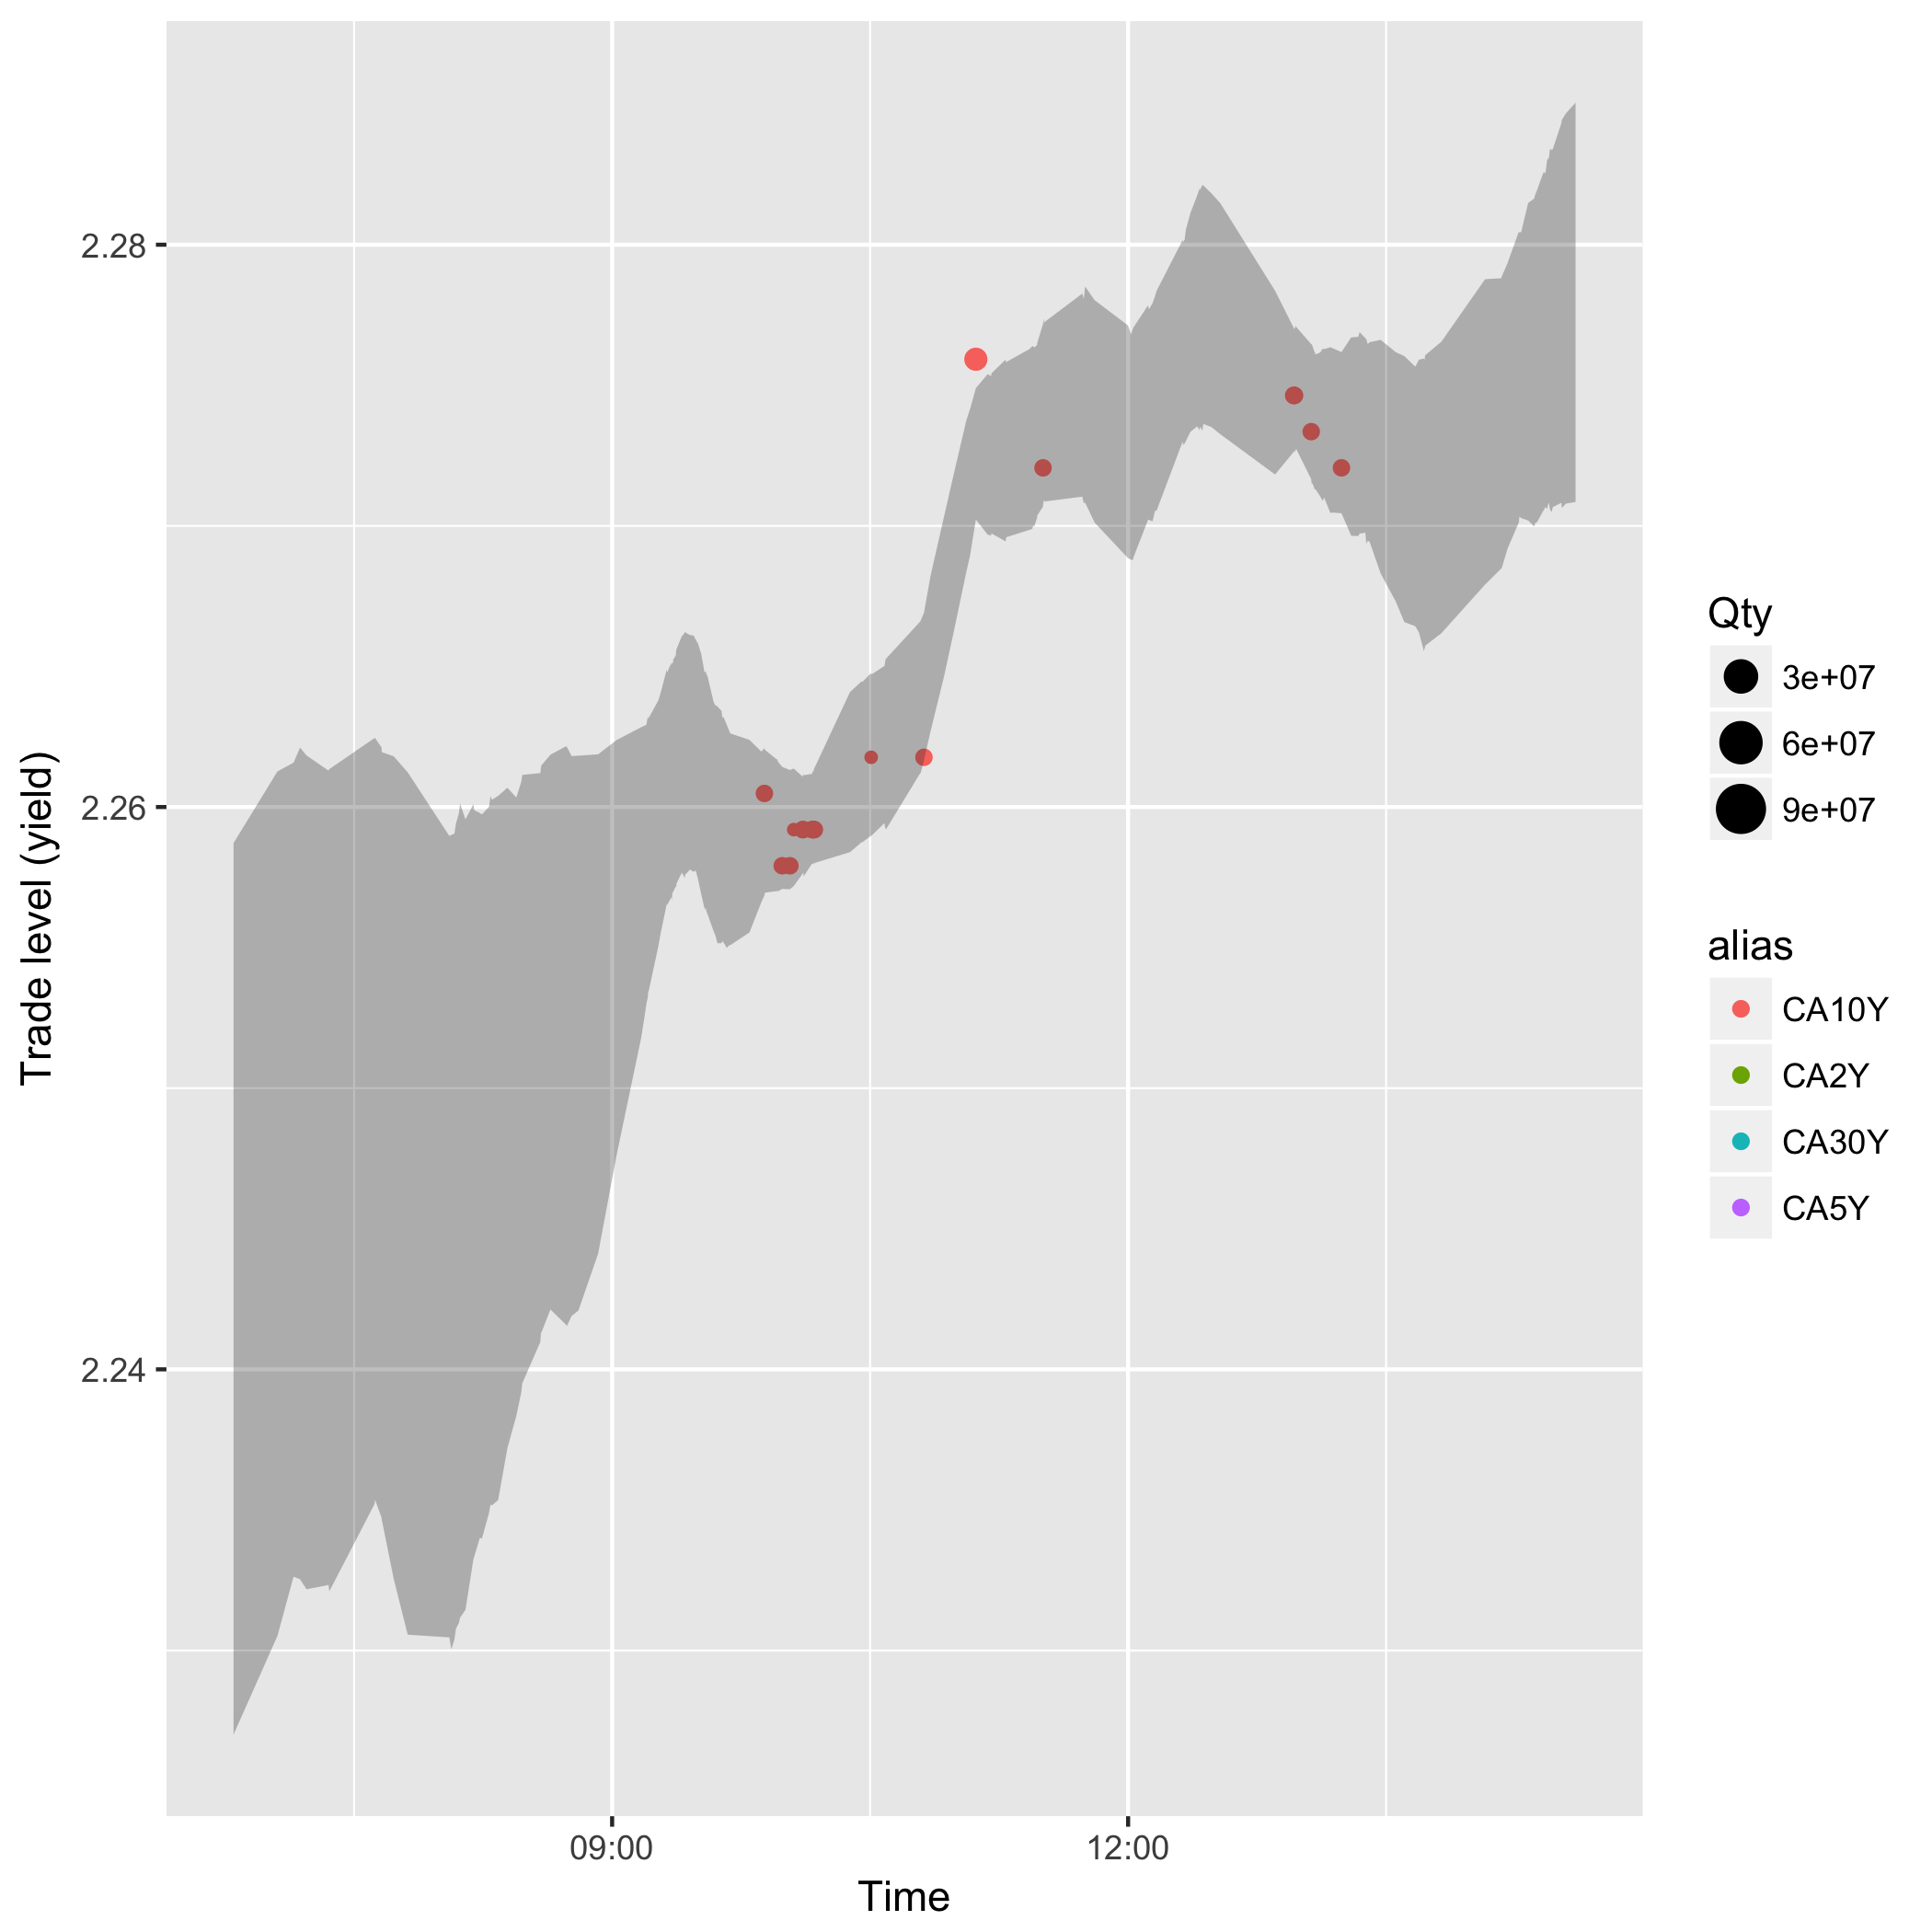 2.28
2.26
2.24
Trade level (yield)
09:00
12:00
Time
Qty
3e+07
6e+07
9e+07
alias
CA10Y
CA2Y
CA30Y
CA5Y